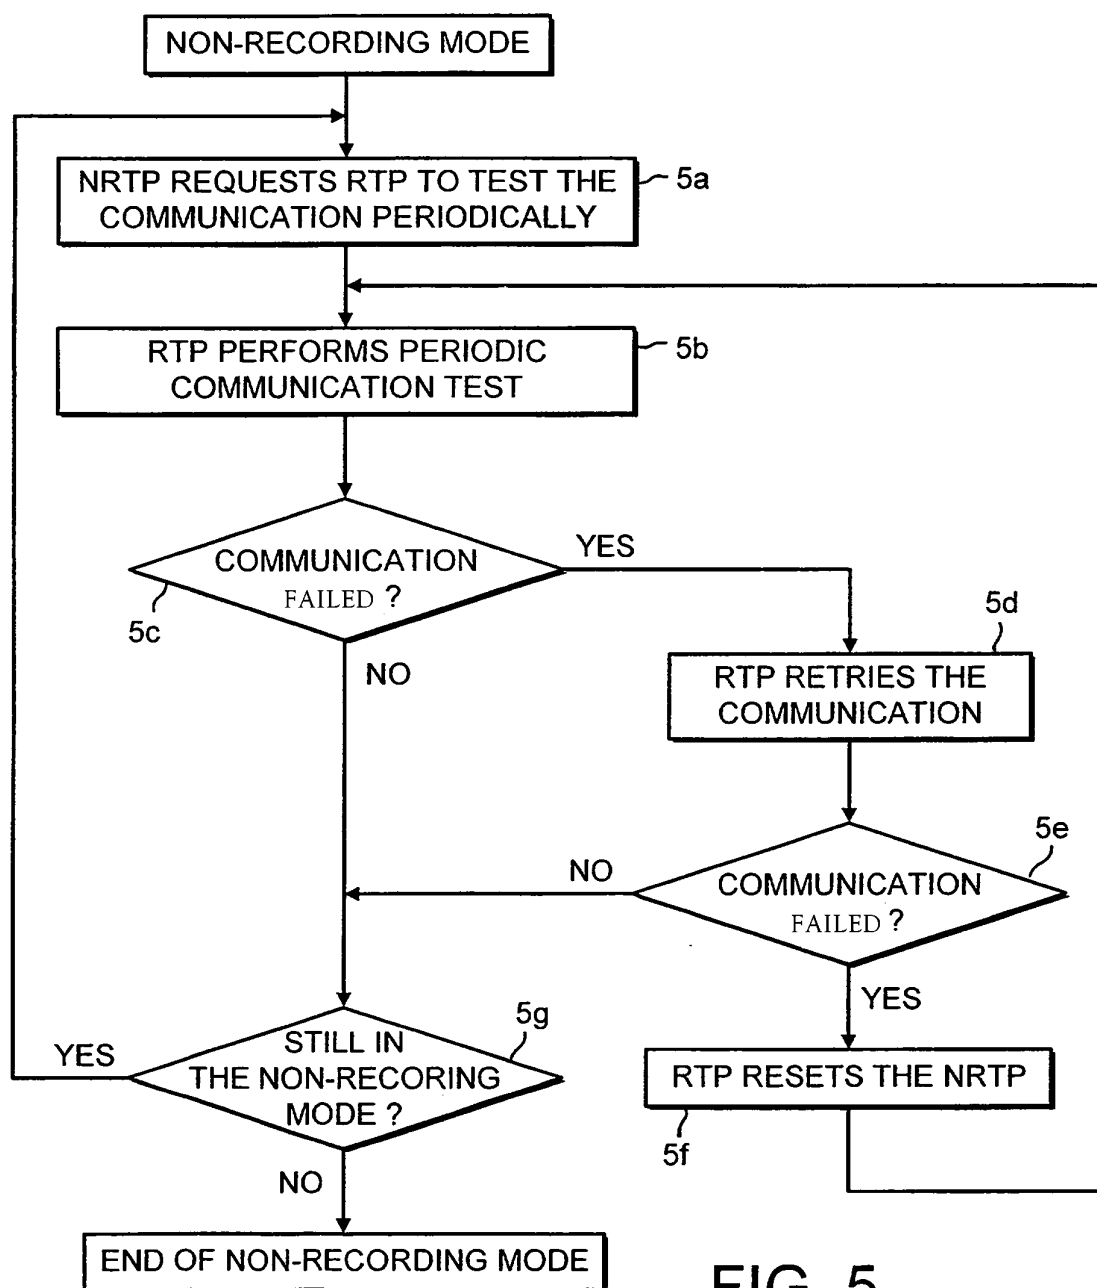 NON-RECORDING MODE
NRTP REQUESTS RTP TO TEST THE
COMMUNICATION PERIODICALLY
5a
RTP PERFORMS PERIODIC
COMMUNICATION TEST
5b
COMMUNICATION
FAILED ?
5c
YES
NO
5d
RTP RETRIES THE
COMMUNICATION
5e
COMMUNICATION
FAILED ?
NO
YES
5g
STILL IN
THE NON-RECORING
MODE ?
YES
NO
RTP RESETS THE NRTP
5f
END OF NON-RECORDING MODE
FIG. 5